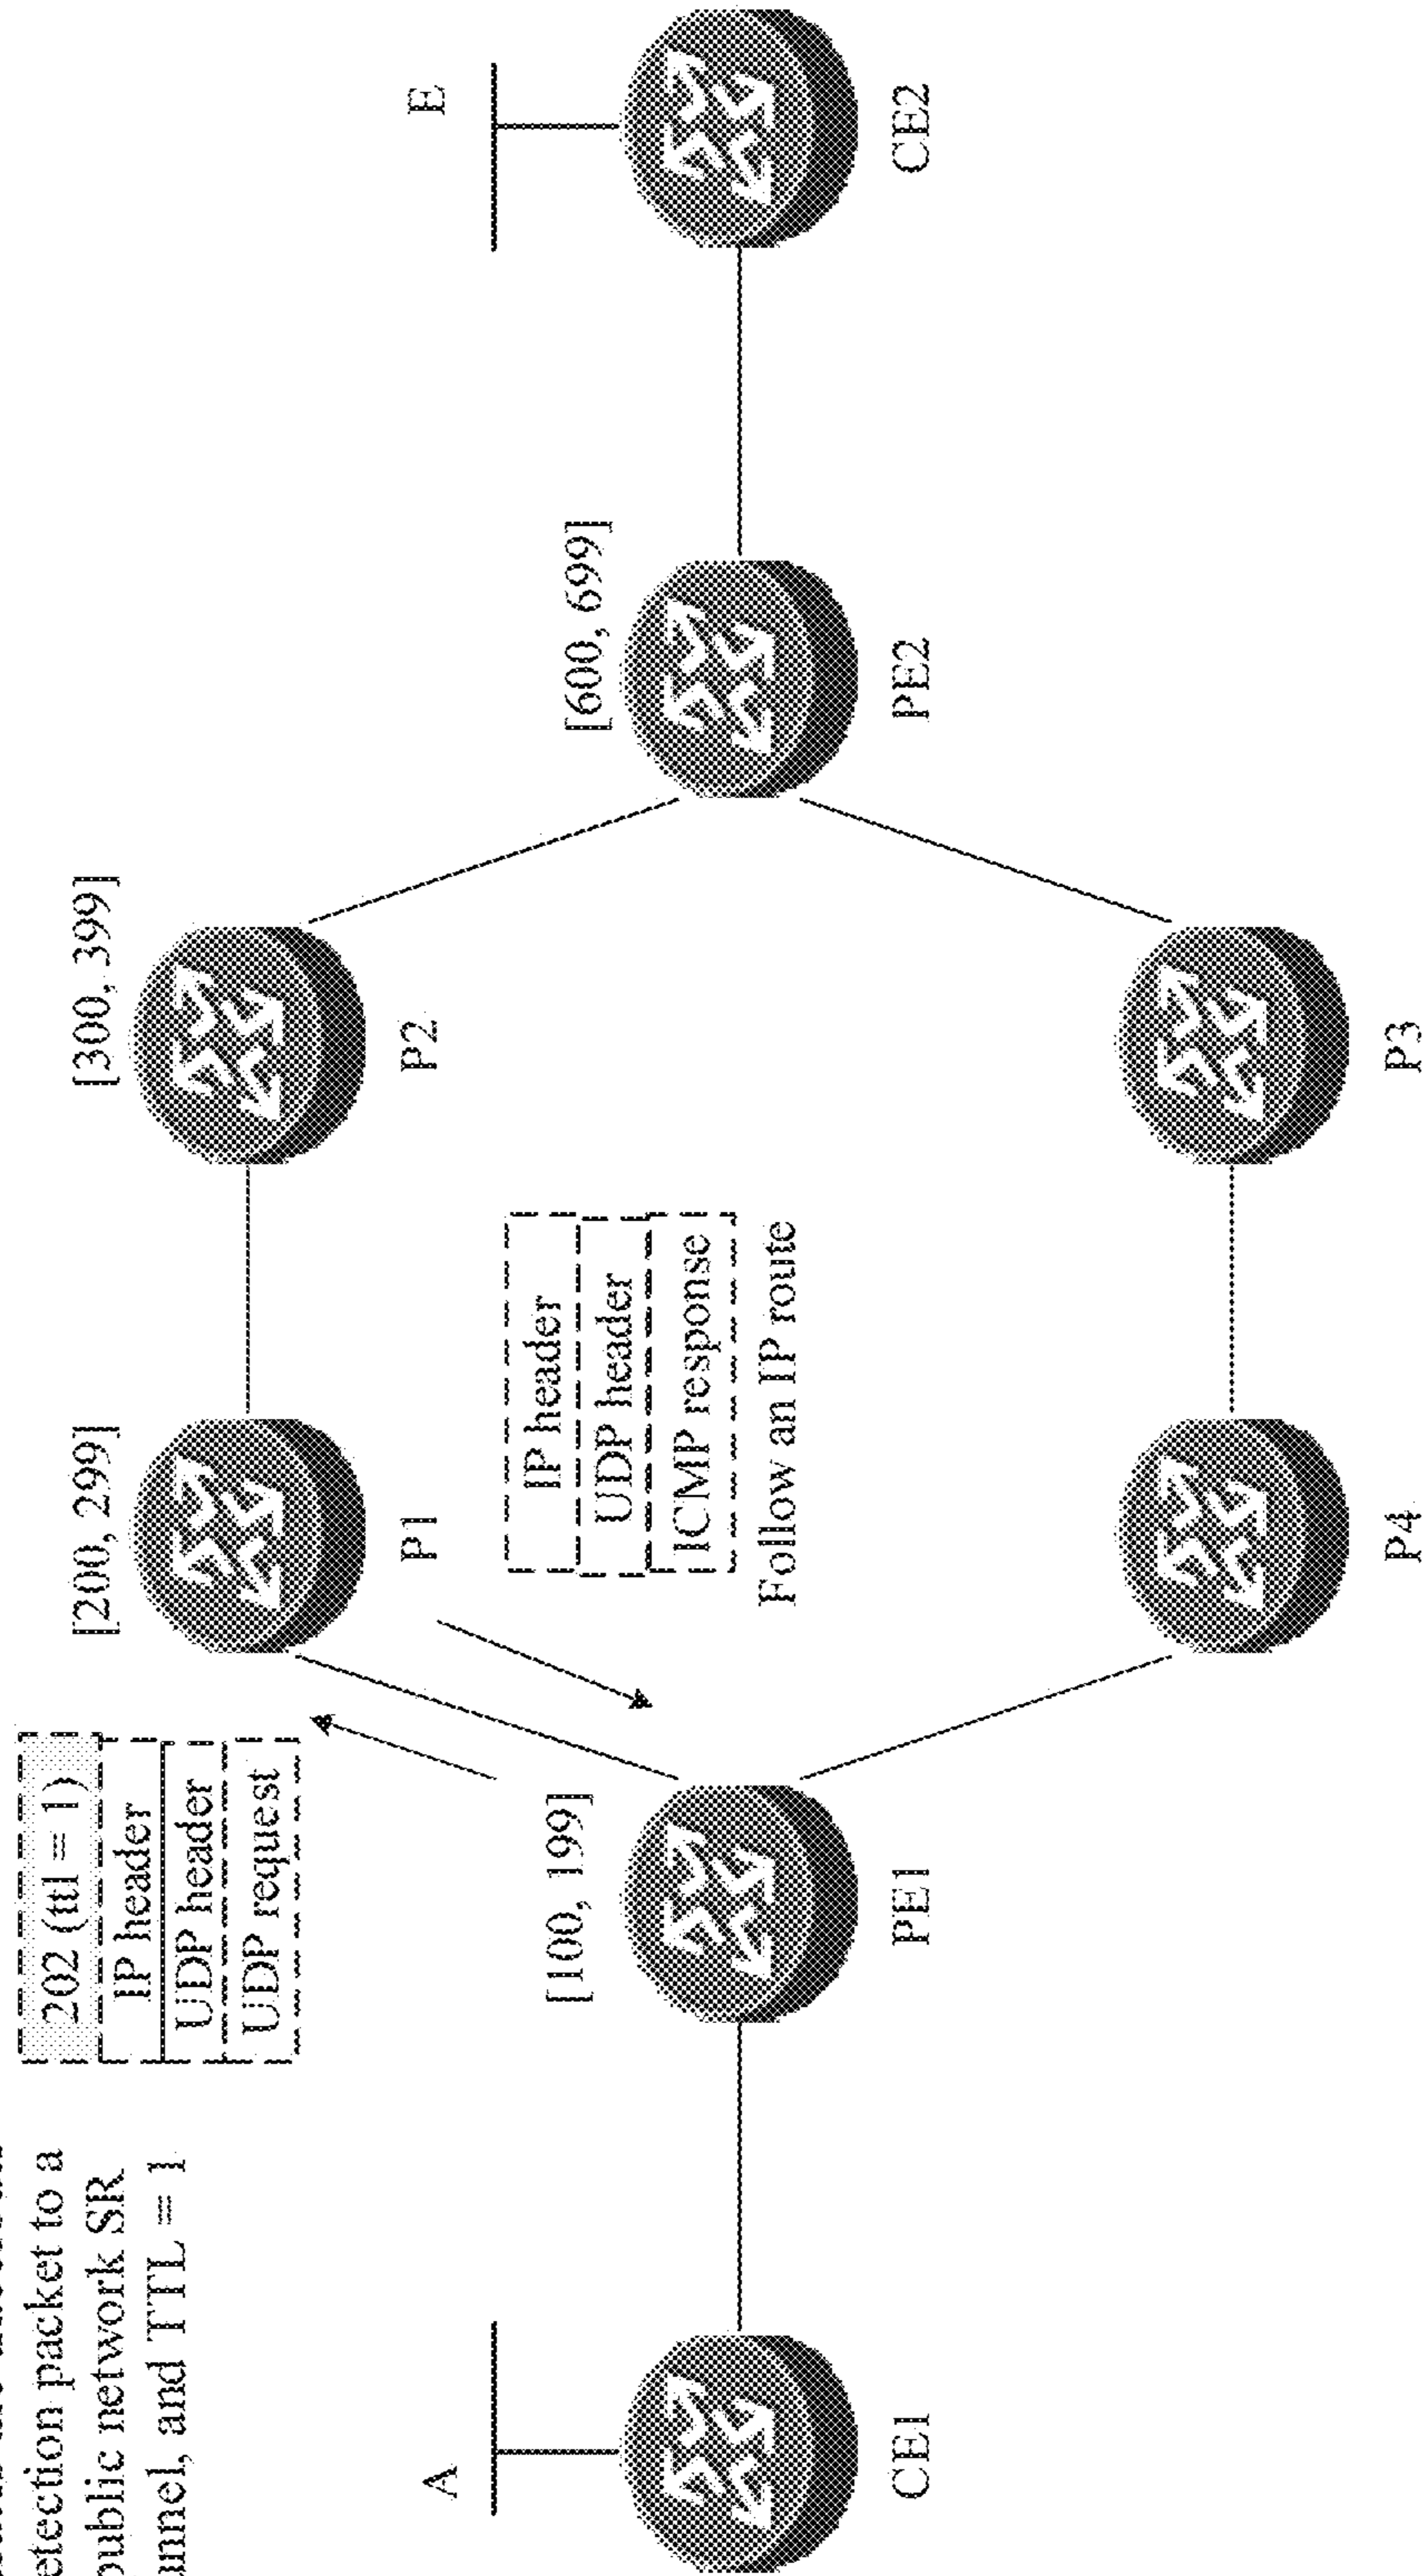 etection packet to a
public network SR
and TTL = 1
202 (ttl = 1)
IP header
UDP header
UDP request
[200, 299]
P1
[300, 399]
P2
IP header
UDP header
ICMP response
Follow an IP route
A
CE1
[100, 199]
PE1
[600, 699]
PE2
E
CE2
P4
P3